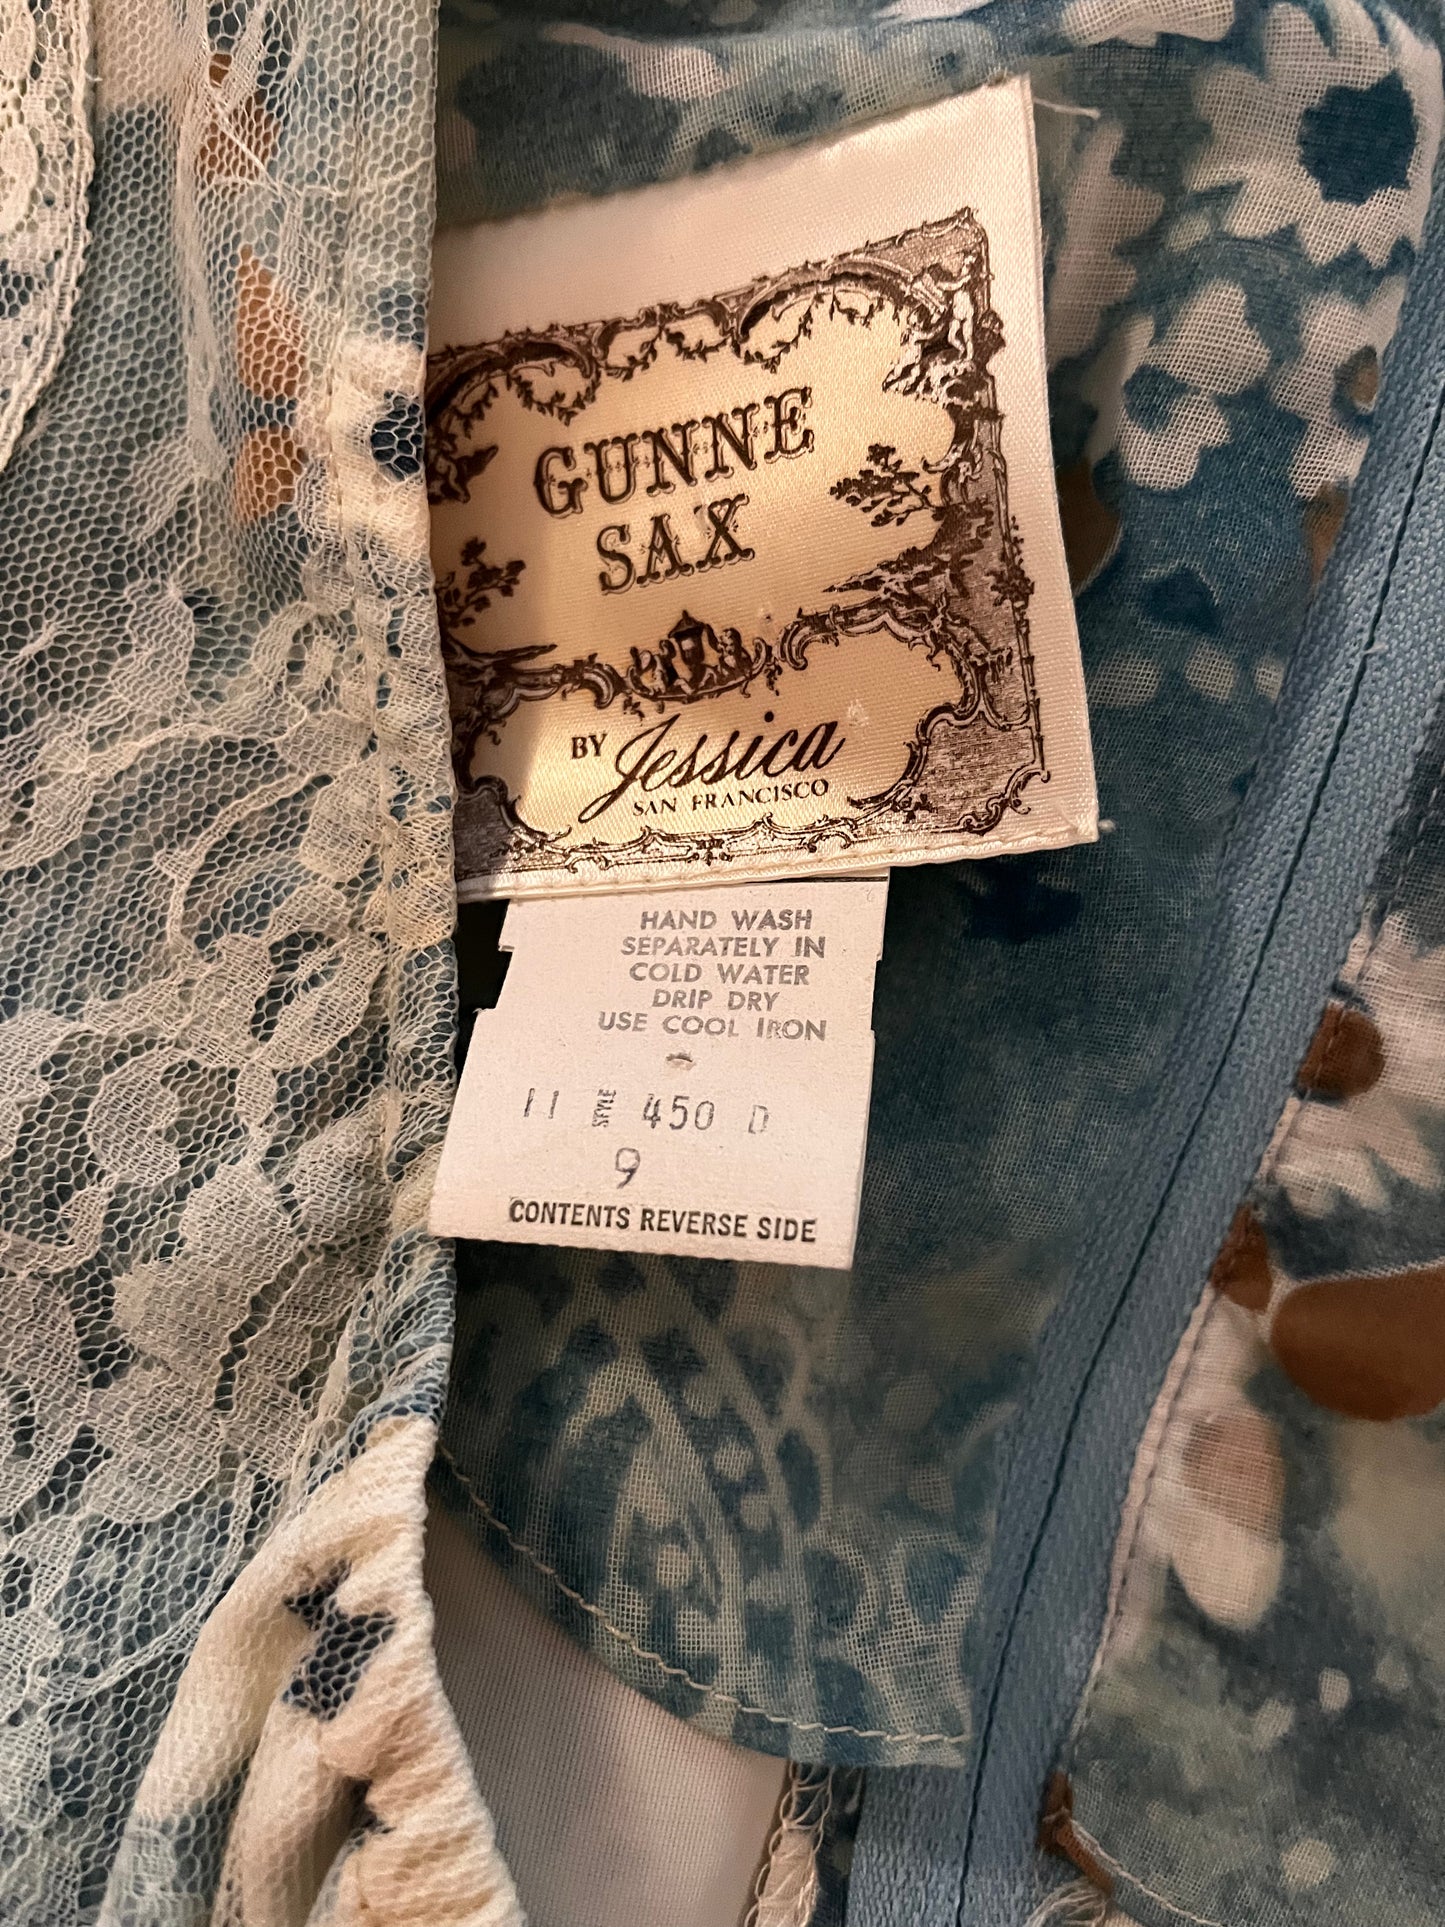 GUNNE
SAX
BY Jessica
SAN FRANCISCO
HAND WASH
SEPARATELY IN
COLD WATER
DRIP DRY
USE COOL IRON
11 STYLE 450 D
9
CONTENTS REVERSE SIDE